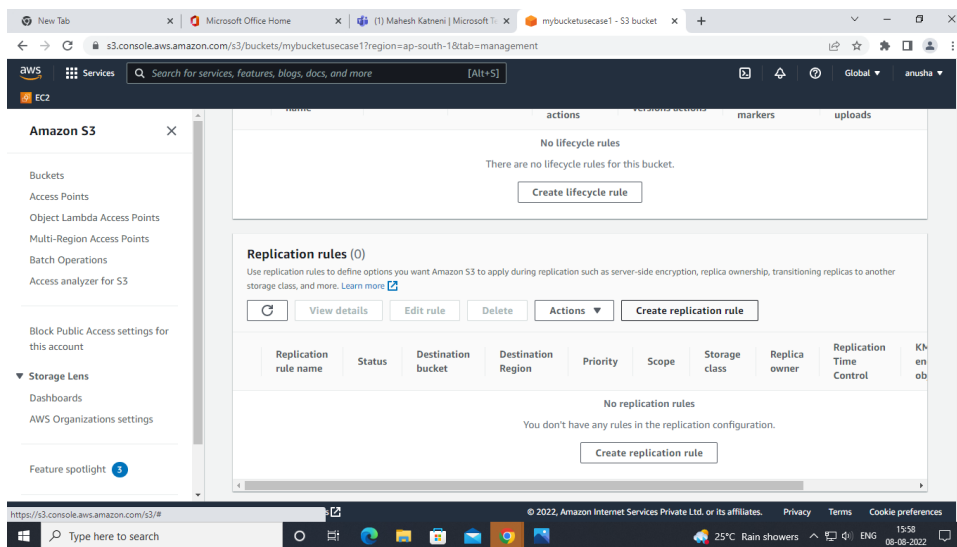 New Tab
Microsoft Office Home
(1) Mahesh Katneni | Microsoft Te
mybucketusecase1 - S3 bucket
s3.console.aws.amazon.com/s3/buckets/mybucketusecase1?region=ap-south-1&tab=management
aws
Services
Search for services, features, blogs, docs, and more
[Alt+S]
Global ▼
anusha ▼
EC2
Amazon S3
Buckets
Access Points
Object Lambda Access Points
Multi-Region Access Points
Batch Operations
Access analyzer for S3
Block Public Access settings for
this account
▼ Storage Lens
Dashboards
AWS Organizations settings
Feature spotlight 3
https://s3.console.aws.amazon.com/s3/#
name
actions
versions actions
markers
uploads
No lifecycle rules
There are no lifecycle rules for this bucket.
Create lifecycle rule
Replication rules (0)
Use replication rules to define options you want Amazon S3 to apply during replication such as server-side encryption, replica ownership, transitioning replicas to another
storage class, and more. Learn more
View details
Edit rule
Delete
Actions ▼
Create replication rule
Replication
rule name
Status
Destination
bucket
Destination
Region
Priority
Scope
Storage
class
Replica
owner
Replication
Time
Control
No replication rules
You don't have any rules in the replication configuration.
Create replication rule
© 2022, Amazon Internet Services Private Ltd. or its affiliates.
Privacy
Terms
Cookie preferences
Type here to search
25°C Rain showers
ENG
15:58
08-08-2022